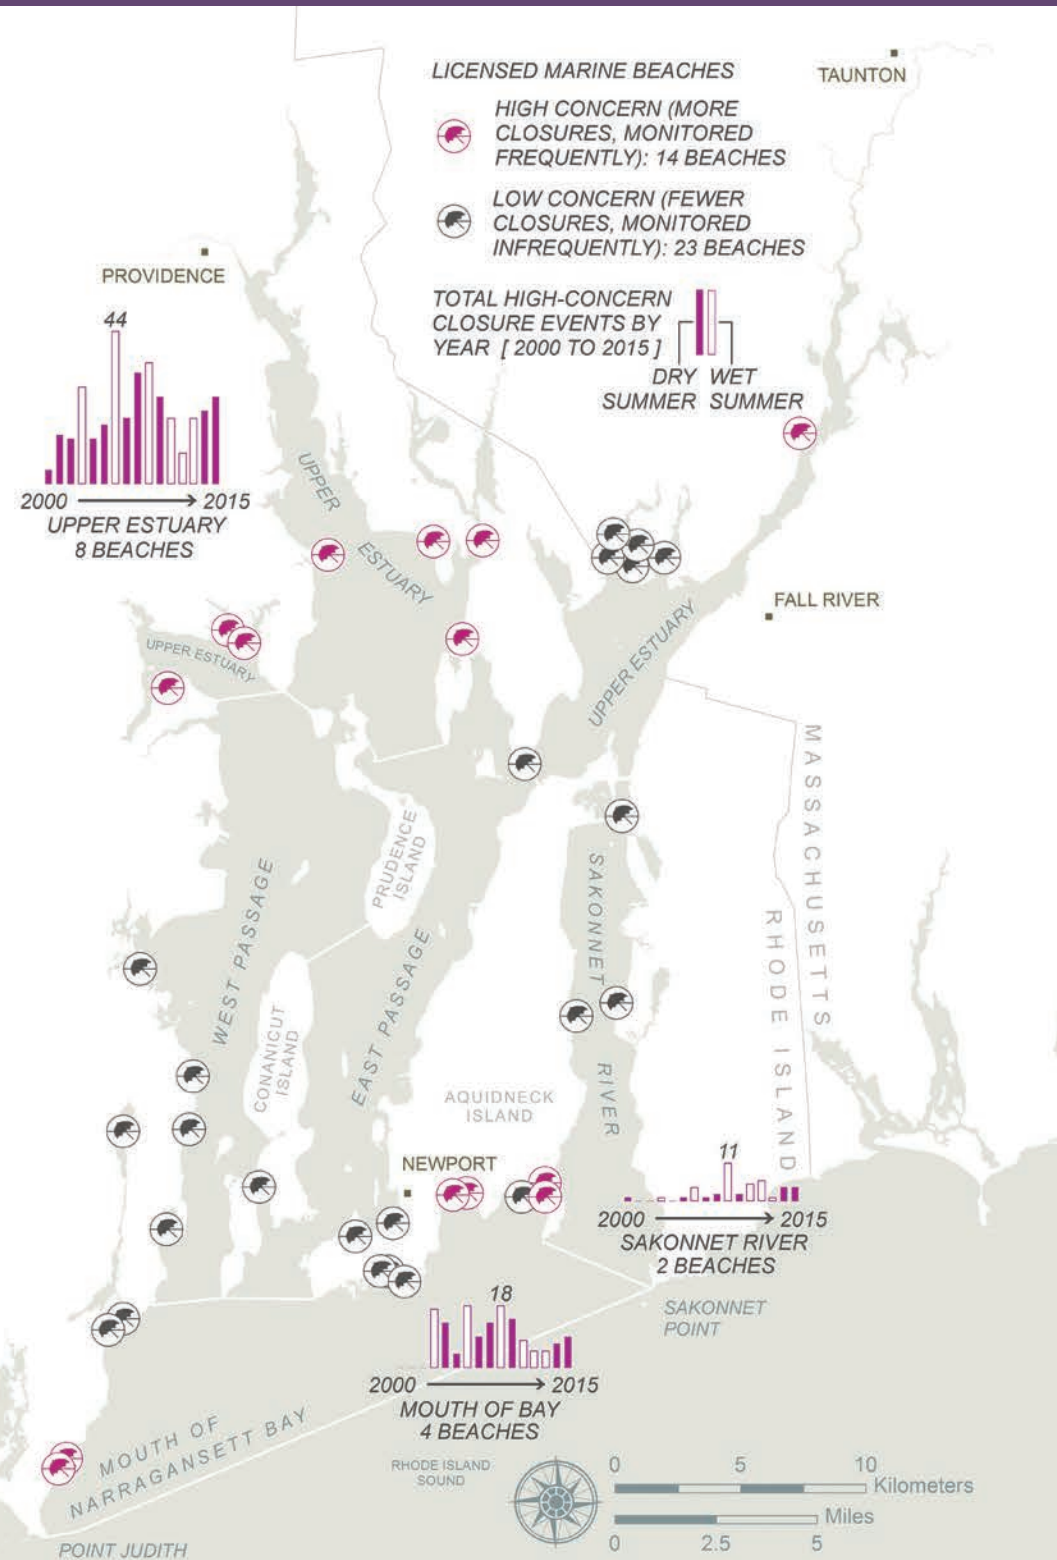 LICENSED MARINE BEACHES
HIGH CONCERN (MORE
CLOSURES, MONITORED
FREQUENTLY): 14 BEACHES
LOW CONCERN (FEWER
CLOSURES, MONITORED
INFREQUENTLY): 23 BEACHES
TOTAL HIGH-CONCERN
CLOSURE EVENTS BY
YEAR [ 2000 TO 2015 ]
DRY SUMMER
WET SUMMER
TAUNTON
PROVIDENCE
44
2000
2015
UPPER ESTUARY
8 BEACHES
UPPER
ESTUARY
UPPER ESTUARY
UPPER ESTUARY
FALL RIVER
MASSACHUSETTS
RHODE ISLAND
PRUDENCE
ISLAND
WEST PASSAGE
CONANICUT
ISLAND
EAST PASSAGE
SAKONNET
RIVER
AQUIDNECK
ISLAND
NEWPORT
11
2000
2015
SAKONNET RIVER
2 BEACHES
SAKONNET
POINT
18
2000
2015
MOUTH OF BAY
4 BEACHES
MOUTH OF
NARRAGANSETT BAY
RHODE ISLAND
SOUND
POINT JUDITH
0
5
10
Kilometers
Miles
0
2.5
5